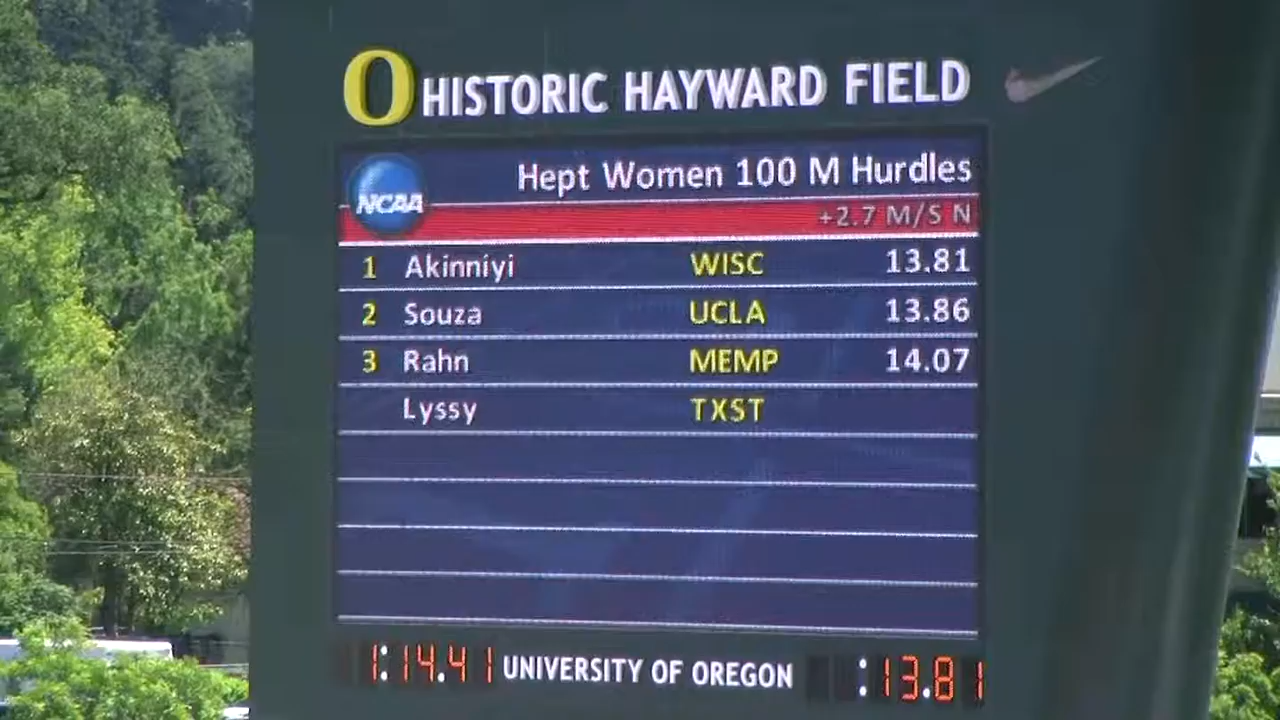 O HISTORIC HAYWARD FIELD
NCAA
Hept Women 100 M Hurdles
+2.7 M/S N
1 Akinniyi WISC 13.81
2 Souza UCLA 13.86
3 Rahn MEMP 14.07
Lyssy TXST
1:14.41 UNIVERSITY OF OREGON :13.81